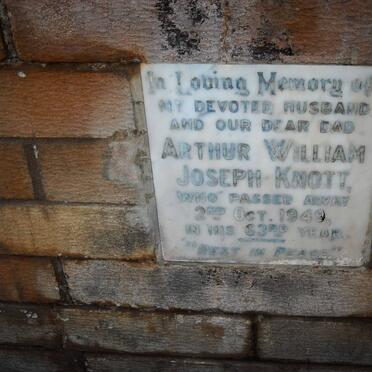 In Loving Memory of
MY DEVOTED HUSBAND
AND OUR DEAR DAD
ARTHUR WILLIAM
JOSEPH KNOTT,
WHO PASSED AWAY
2ND OCT. 1949
IN HIS 63RD YEAR.
"REST IN PEACE"